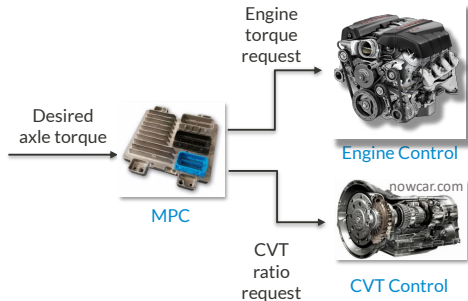 Engine
torque
request
Desired
axle torque
Engine Control
nowcar.com
MPC
CVT
ratio
request
CVT Control